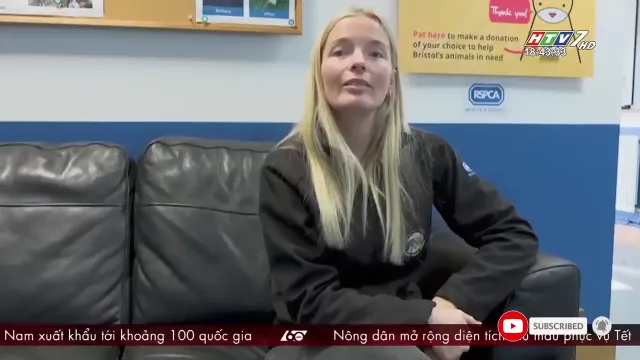 Thank you!
HTV7 HD
18:43:33
Pat here to make a donation
of your choice to help
Bristol's animals in need
RSPCA
Nam xuất khẩu tới khoảng 100 quốc gia
60
Nông dân mở rộng diện tích
màu phục vụ Tết
SUBSCRIBED